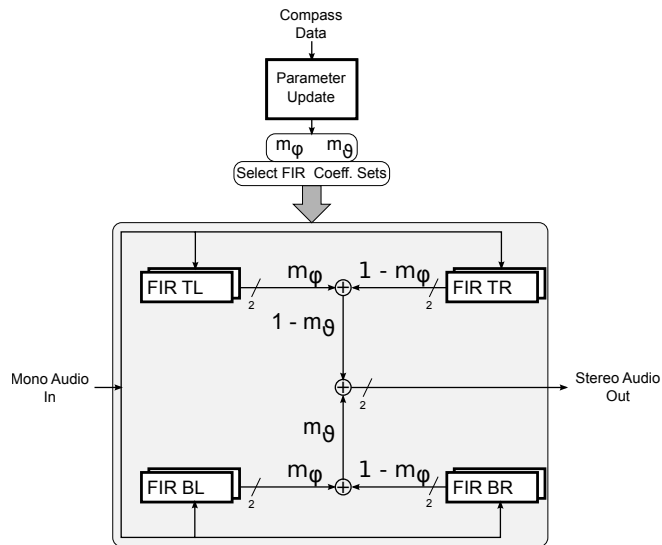 Compass
Data
Parameter
Update
mφ mϑ
Select FIR Coeff. Sets
FIR TL
2
mφ
1 - mφ
2
FIR TR
1 - mϑ
Mono Audio
In
2
Stereo Audio
Out
mϑ
FIR BL
2
mφ
1 - mφ
2
FIR BR